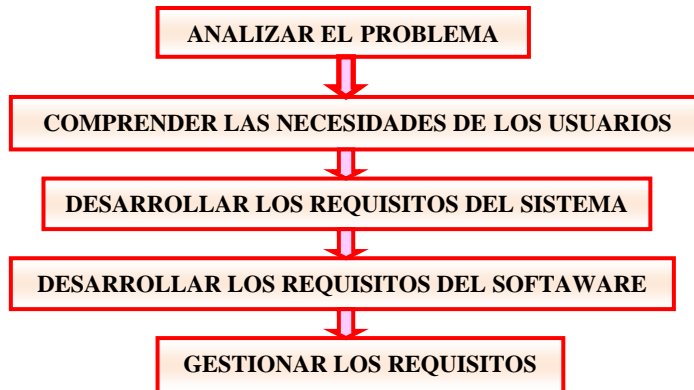 ANALIZAR EL PROBLEMA
COMPRENDER LAS NECESIDADES DE LOS USUARIOS
DESARROLLAR LOS REQUISITOS DEL SISTEMA
DESARROLLAR LOS REQUISITOS DEL SOFTAWARE
GESTIONAR LOS REQUISITOS